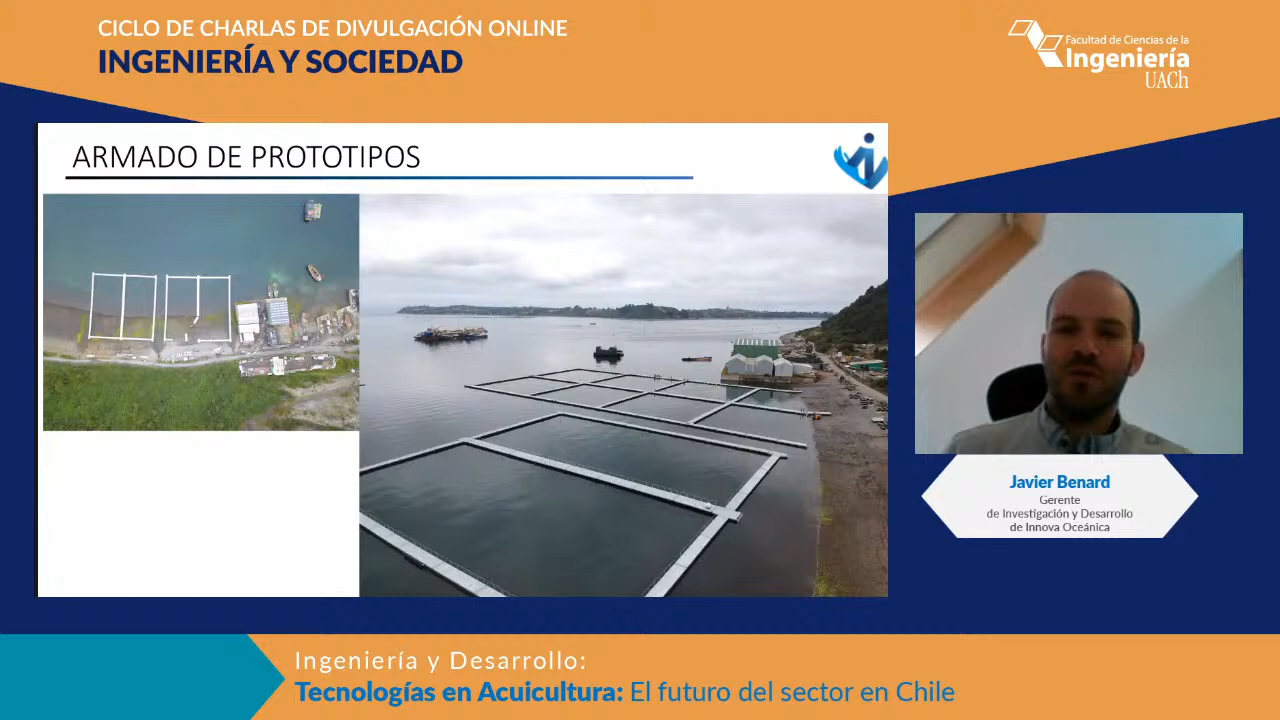 CICLO DE CHARLAS DE DIVULGACIÓN ONLINE
INGENIERÍA Y SOCIEDAD
Facultad de Ciencias de la
Ingeniería
UACh
ARMADO DE PROTOTIPOS
Javier Benard
Gerente
de Investigación y Desarrollo
de Innova Oceánica
Ingeniería y Desarrollo:
Tecnologías en Acuicultura: El futuro del sector en Chile